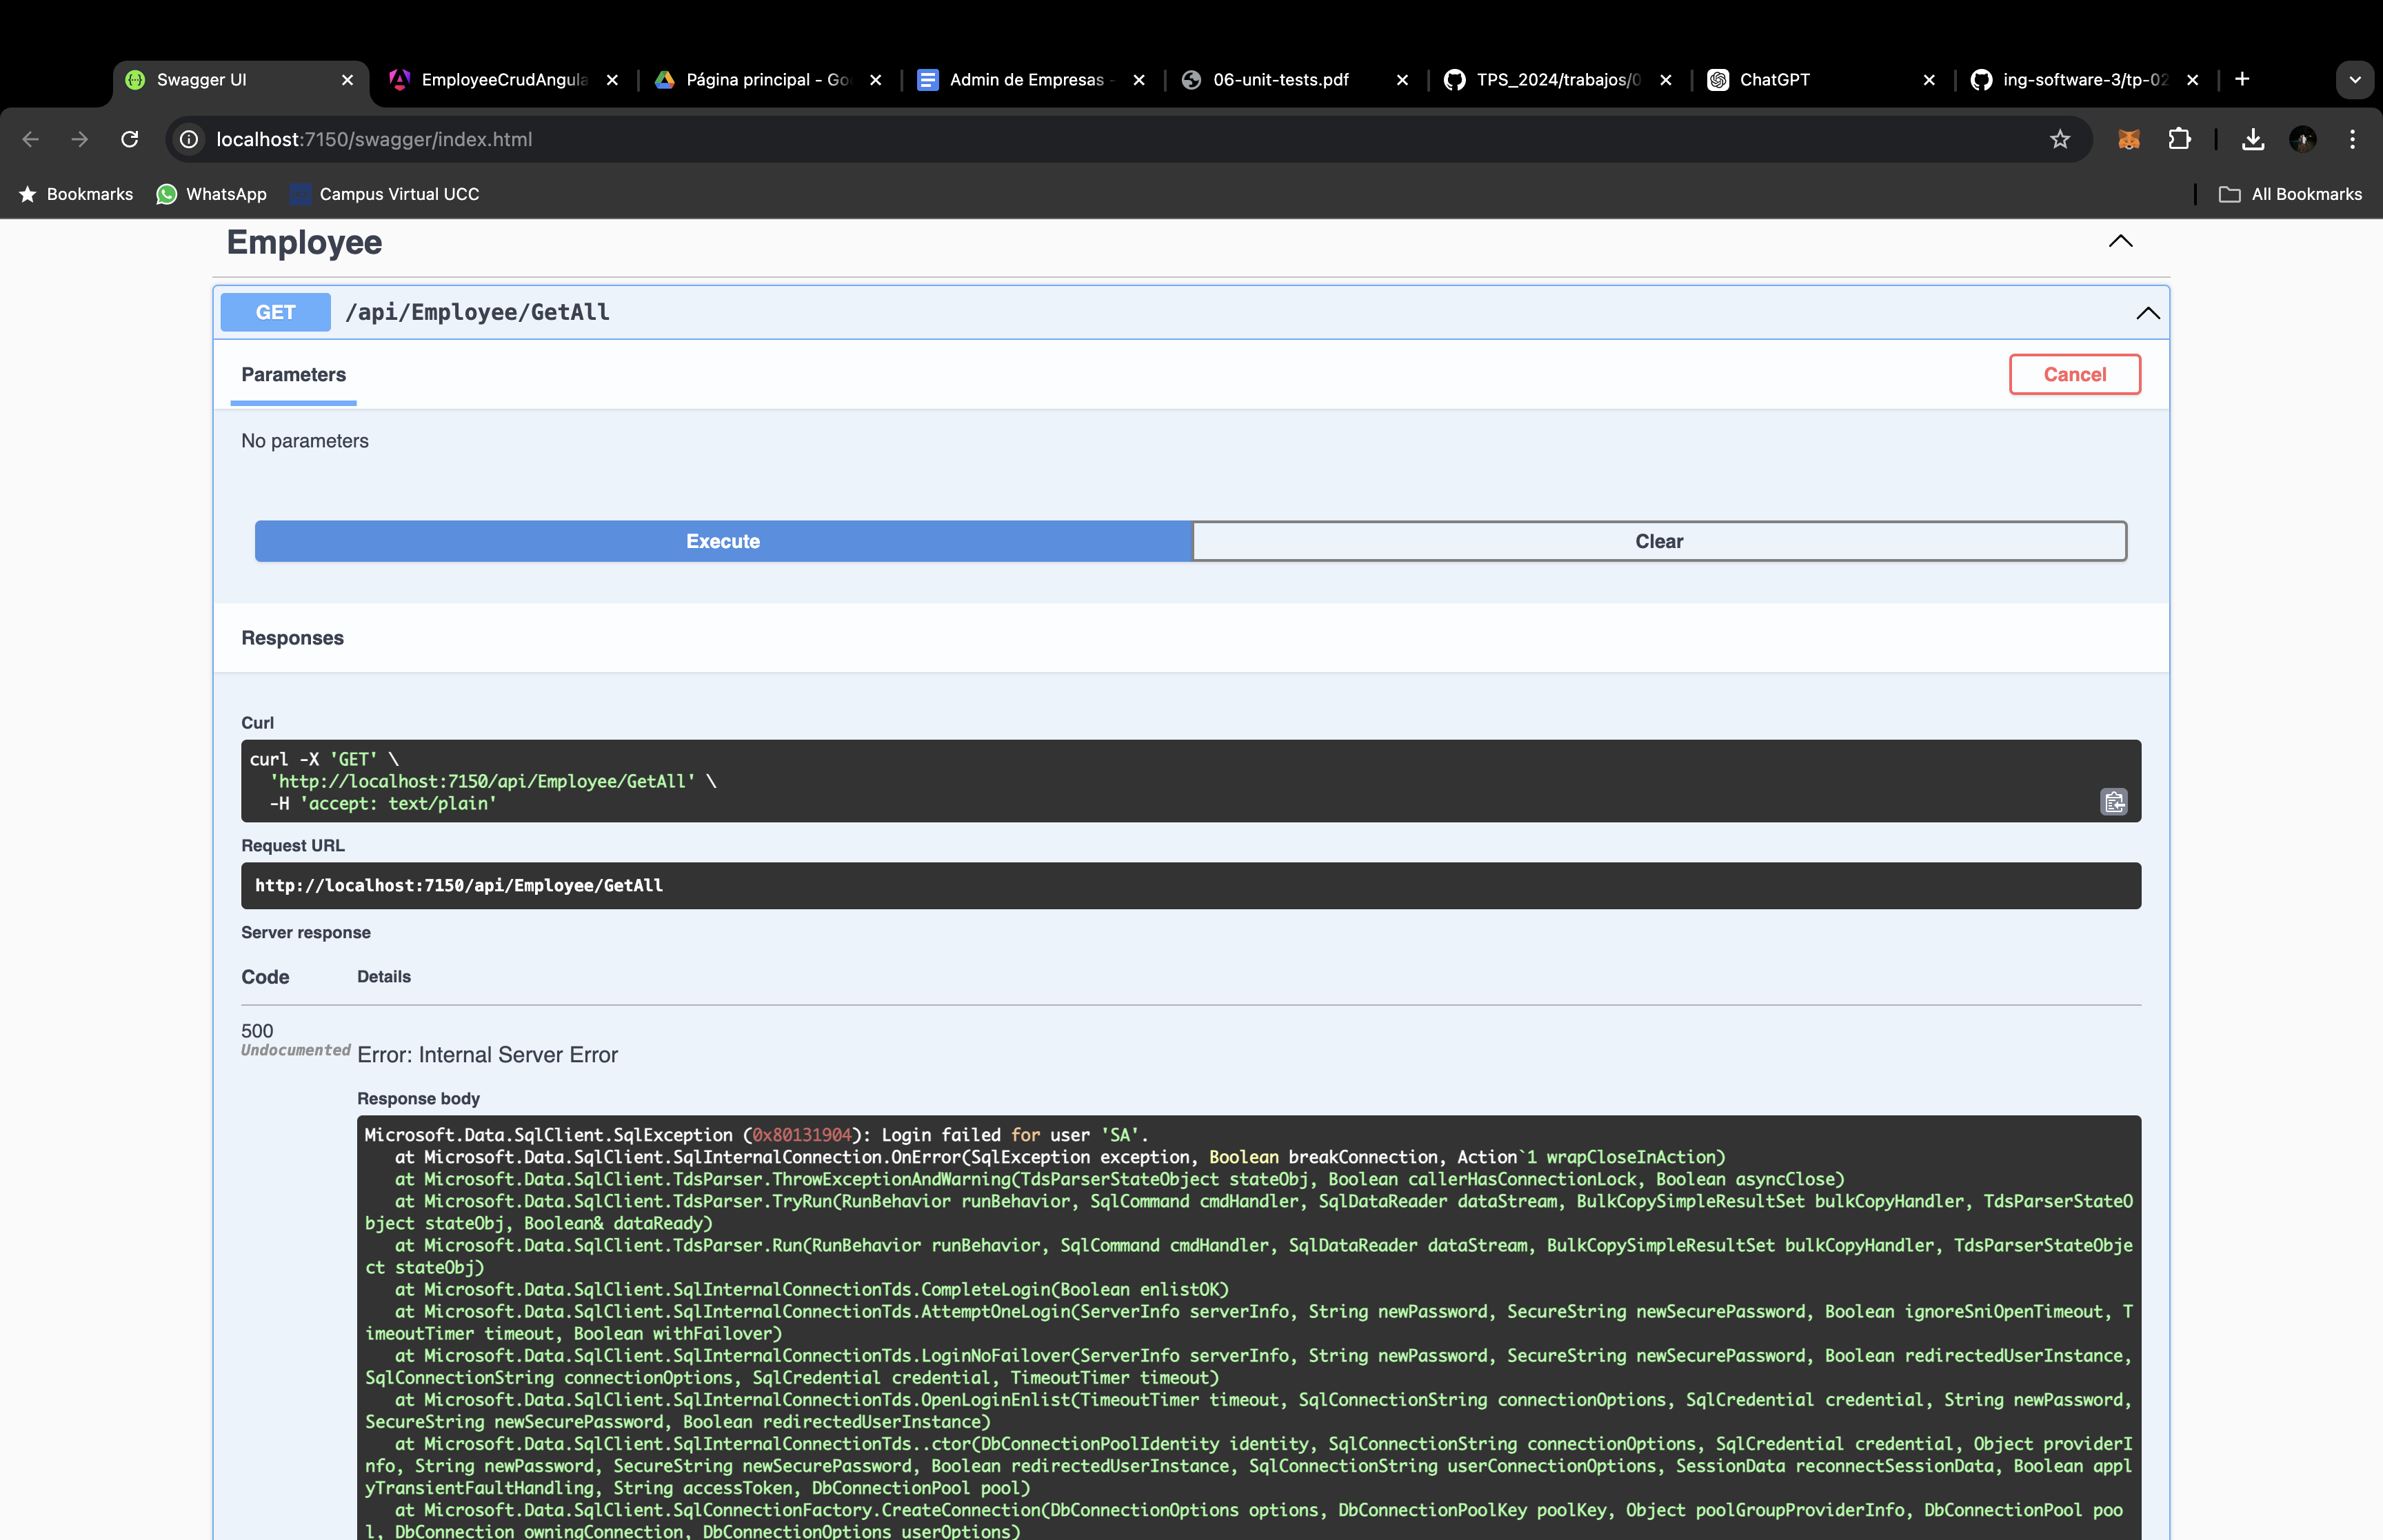 Swagger UI
EmployeeCrudAngula
Página principal - Go
Admin de Empresas -
06-unit-tests.pdf
TPS_2024/trabajos/0
ChatGPT
ing-software-3/tp-02
localhost:7150/swagger/index.html
Bookmarks
WhatsApp
Campus Virtual UCC
All Bookmarks
Employee
GET
/api/Employee/GetAll
Parameters
Cancel
No parameters
Execute
Clear
Responses
Curl
curl -X 'GET' \
'http://localhost:7150/api/Employee/GetAll' \
-H 'accept: text/plain'
Request URL
http://localhost:7150/api/Employee/GetAll
Server response
Code Details
500
Undocumented
Error: Internal Server Error
Response body
Microsoft.Data.SqlClient.SqlException (0x80131904): Login failed for user 'SA'.
at Microsoft.Data.SqlClient.SqlInternalConnection.OnError(SqlException exception, Boolean breakConnection, Action`1 wrapCloseInAction)
at Microsoft.Data.SqlClient.TdsParser.ThrowExceptionAndWarning(TdsParserStateObject stateObj, Boolean callerHasConnectionLock, Boolean asyncClose)
at Microsoft.Data.SqlClient.TdsParser.TryRun(RunBehavior runBehavior, SqlCommand cmdHandler, SqlDataReader dataStream, BulkCopySimpleResultSet bulkCopyHandler, TdsParserStateO
bject stateObj, Boolean& dataReady)
at Microsoft.Data.SqlClient.TdsParser.Run(RunBehavior runBehavior, SqlCommand cmdHandler, SqlDataReader dataStream, BulkCopySimpleResultSet bulkCopyHandler, TdsParserStateObje
ct stateObj)
at Microsoft.Data.SqlClient.SqlInternalConnectionTds.CompleteLogin(Boolean enlistOK)
at Microsoft.Data.SqlClient.SqlInternalConnectionTds.AttemptOneLogin(ServerInfo serverInfo, String newPassword, SecureString newSecurePassword, Boolean ignoreSniOpenTimeout, T
imeoutTimer timeout, Boolean withFailover)
at Microsoft.Data.SqlClient.SqlInternalConnectionTds.LoginNoFailover(ServerInfo serverInfo, String newPassword, SecureString newSecurePassword, Boolean redirectedUserInstance,
SqlConnectionString connectionOptions, SqlCredential credential, TimeoutTimer timeout)
at Microsoft.Data.SqlClient.SqlInternalConnectionTds.OpenLoginEnlist(TimeoutTimer timeout, SqlConnectionString connectionOptions, SqlCredential credential, String newPassword,
SecureString newSecurePassword, Boolean redirectedUserInstance)
at Microsoft.Data.SqlClient.SqlInternalConnectionTds..ctor(DbConnectionPoolIdentity identity, SqlConnectionString connectionOptions, SqlCredential credential, Object providerI
nfo, String newPassword, SecureString newSecurePassword, Boolean redirectedUserInstance, SqlConnectionString userConnectionOptions, SessionData reconnectSessionData, Boolean appl
yTransientFaultHandling, String accessToken, DbConnectionPool pool)
at Microsoft.Data.SqlClient.SqlConnectionFactory.CreateConnection(DbConnectionOptions options, DbConnectionPoolKey poolKey, Object poolGroupProviderInfo, DbConnectionPool poo
l, DbConnection owningConnection, DbConnectionOptions userOptions)